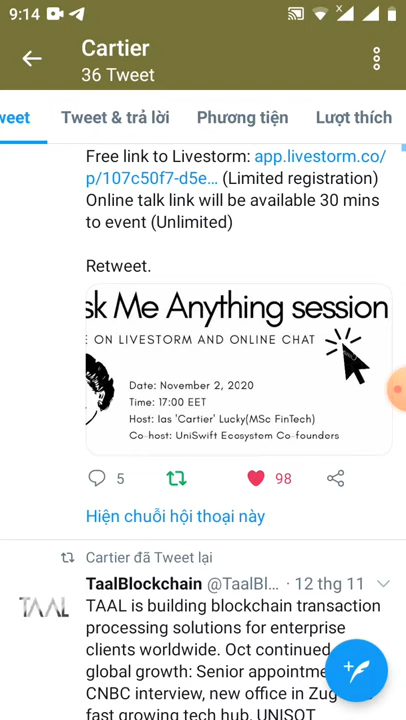 9:14
Cartier
36 Tweet
weet Tweet & trả lời Phương tiện Lượt thích
Free link to Livestorm: app.livestorm.co/
p/107c50f7-d5e... (Limited registration)
Online talk link will be available 30 mins
to event (Unlimited)
Retweet.
sk Me Anything session
E ON LIVESTORM AND ONLINE CHAT
Date: November 2, 2020
Time: 17:00 EET
Host: Ias 'Cartier' Lucky(MSc FinTech)
Co-host: UniSwift Ecosystem Co-founders
5 98
Hiện chuỗi hội thoại này
Cartier đã Tweet lại
TaalBlockchain @TaalBl... · 12 thg 11
TAAL
TAAL is building blockchain transaction
processing solutions for enterprise
clients worldwide. Oct continued
global growth: Senior appointme
CNBC interview, new office in Zug
fast growing tech hub, UNISOT